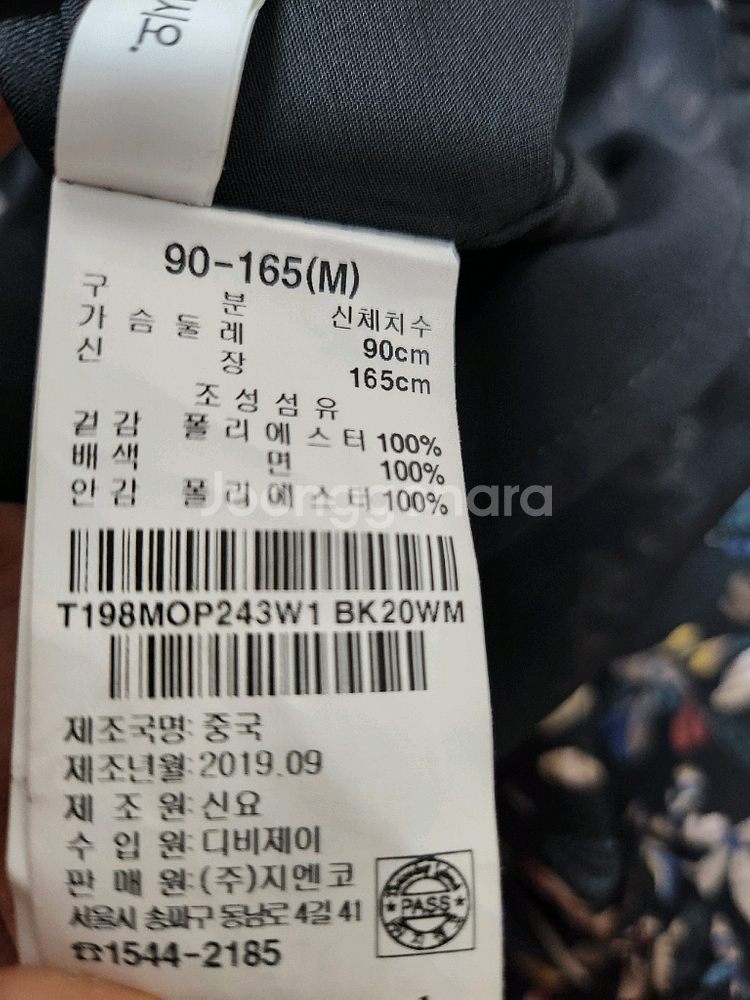 시오.
90-165(M)
구 분 신체치수
가 슴 둘 레 90cm
신 장 165cm
조성섬유
겉감 폴리에스터 100%
배색 면 100%
안감 폴리에스터 100%
Joonggonara
T198MOP243W1 BK20WM
제조국명: 중국
제조년월: 2019.09
제 조 원: 신요
수 입 원: 디비제이
판 매 원: (주)지엔코
PASS
서울시 송파구 동남로 4길 41
☎1544-2185